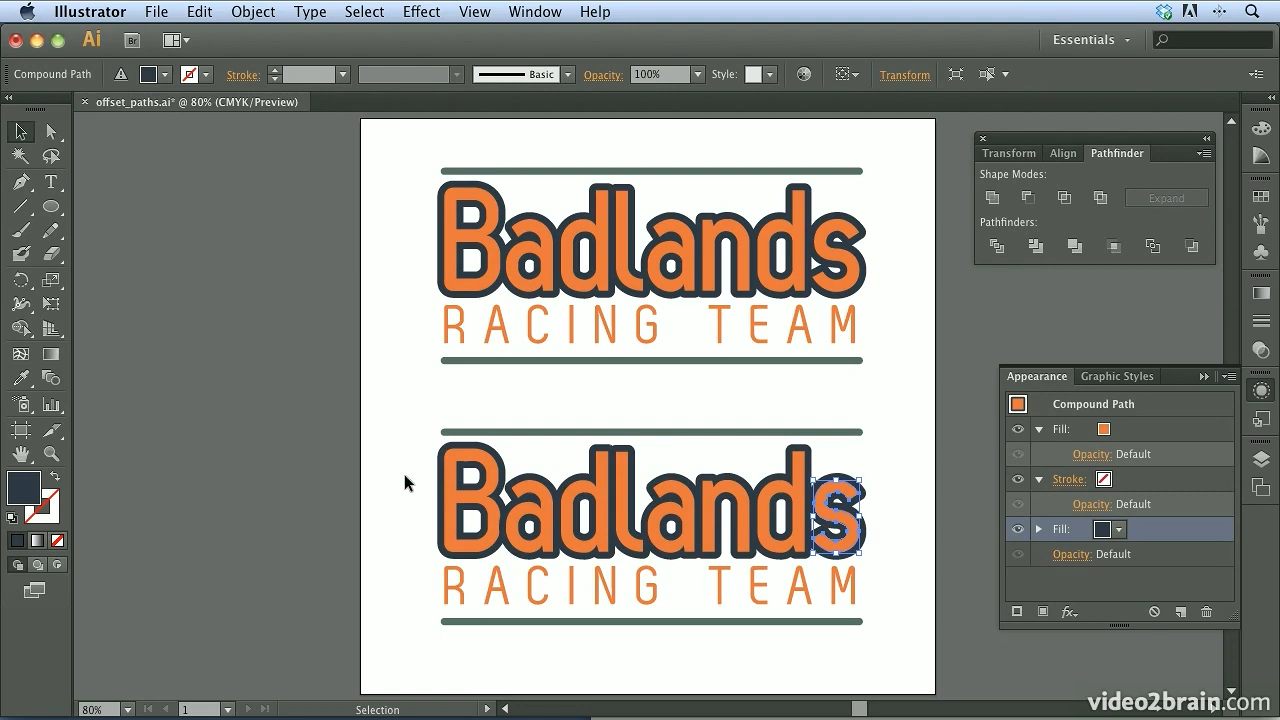 Illustrator File Edit Object Type Select Effect View Window Help
Ai Br Essentials
Compound Path Stroke: Basic Opacity: 100% Style: Transform
offset_paths.ai* @ 80% (CMYK/Preview)
Transform Align Pathfinder
Shape Modes:
Expand
Pathfinders:
Badlands
RACING TEAM
Badlands
RACING TEAM
Appearance Graphic Styles
Compound Path
Fill:
Opacity: Default
Stroke:
Opacity: Default
Fill:
Opacity: Default
fx
80% 1 Selection
video2brain.com